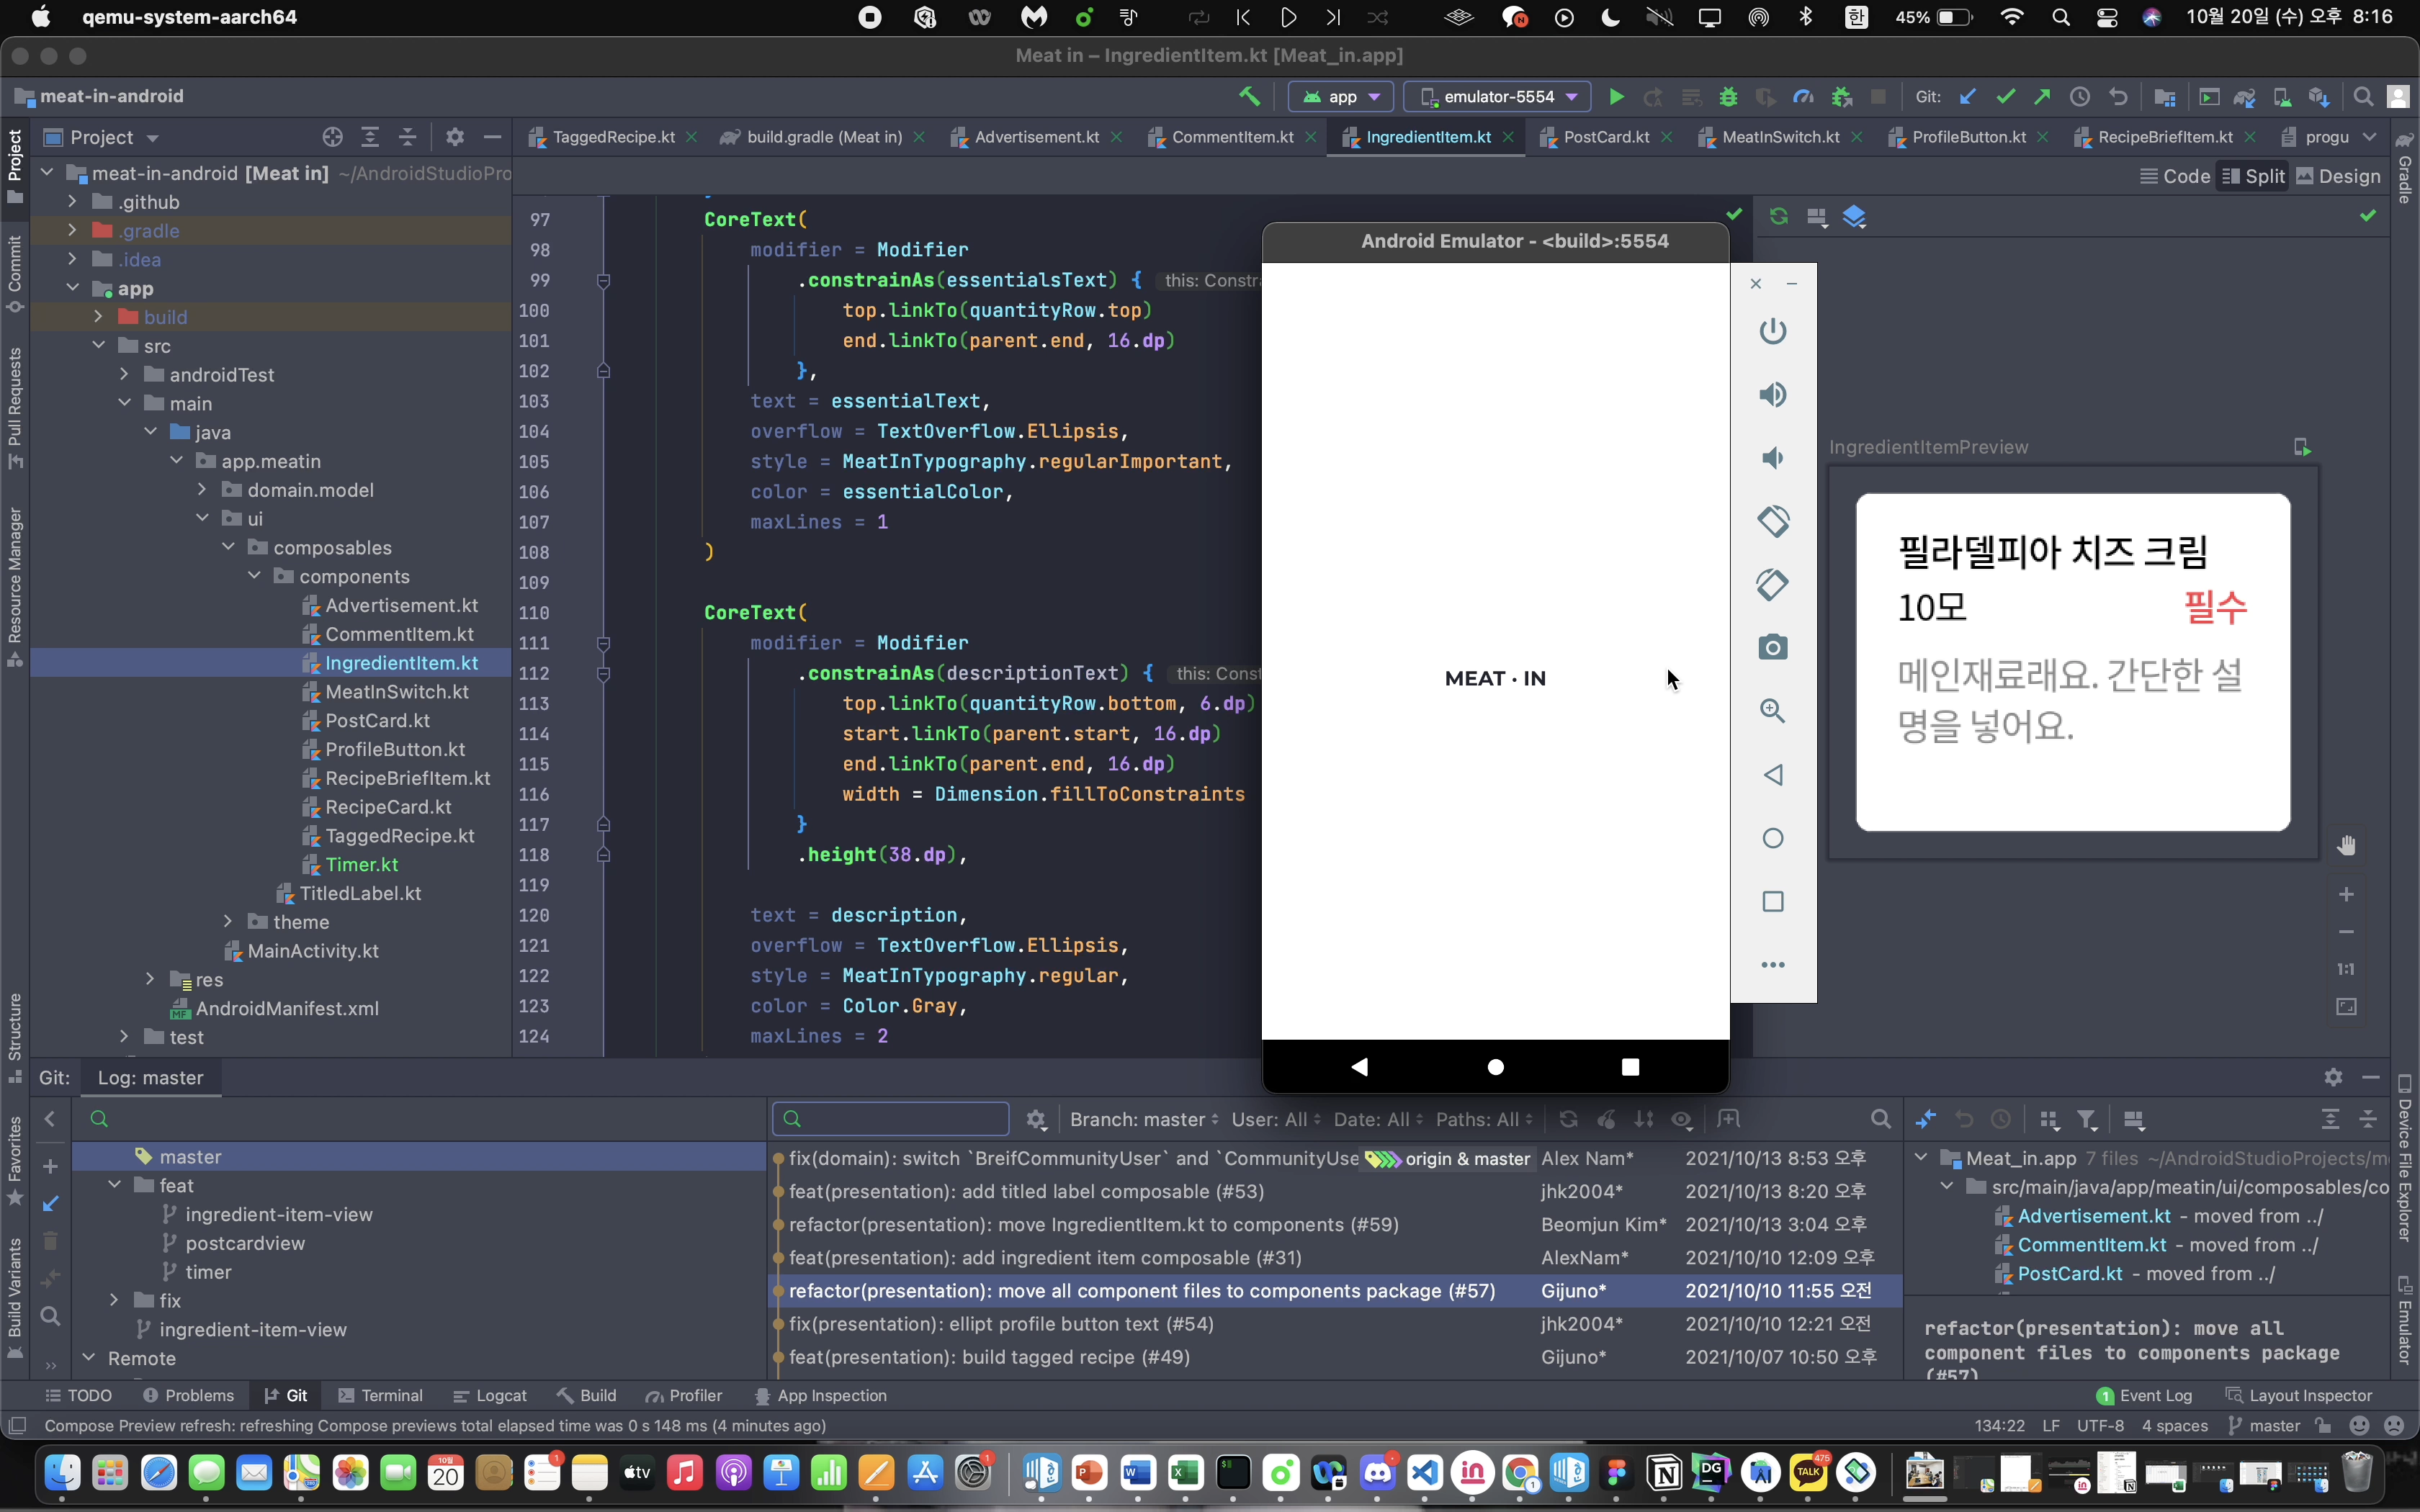 qemu-system-aarch64
한
45%
10월 20일 (수) 오후 8:16
Meat in – IngredientItem.kt [Meat_in.app]
meat-in-android
app
emulator-5554
Git:
Project
TaggedRecipe.kt
build.gradle (Meat in)
Advertisement.kt
CommentItem.kt
IngredientItem.kt
PostCard.kt
MeatInSwitch.kt
ProfileButton.kt
RecipeBriefItem.kt
progu
Code
Split
Design
Project
Commit
Pull Requests
Resource Manager
Structure
Favorites
Build Variants
Gradle
Device File Explorer
Emulator
meat-in-android [Meat in] ~/AndroidStudioPro
.github
.gradle
.idea
app
build
src
androidTest
main
java
app.meatin
domain.model
ui
composables
components
Advertisement.kt
CommentItem.kt
IngredientItem.kt
MeatInSwitch.kt
PostCard.kt
ProfileButton.kt
RecipeBriefItem.kt
RecipeCard.kt
TaggedRecipe.kt
Timer.kt
TitledLabel.kt
theme
MainActivity.kt
res
MF AndroidManifest.xml
test
97 CoreText(
98 modifier = Modifier
99 .constrainAs(essentialsText) { this: Constr
100 top.linkTo(quantityRow.top)
101 end.linkTo(parent.end, 16.dp)
102 },
103 text = essentialText,
104 overflow = TextOverflow.Ellipsis,
105 style = MeatInTypography.regularImportant,
106 color = essentialColor,
107 maxLines = 1
108 )
109
110 CoreText(
111 modifier = Modifier
112 .constrainAs(descriptionText) { this: Const
113 top.linkTo(quantityRow.bottom, 6.dp)
114 start.linkTo(parent.start, 16.dp)
115 end.linkTo(parent.end, 16.dp)
116 width = Dimension.fillToConstraints
117 }
118 .height(38.dp),
119
120 text = description,
121 overflow = TextOverflow.Ellipsis,
122 style = MeatInTypography.regular,
123 color = Color.Gray,
124 maxLines = 2
Android Emulator - <build>:5554
MEAT · IN
IngredientItemPreview
필라델피아 치즈 크림
10모
필수
메인재료래요. 간단한 설
명을 넣어요.
1:1
Git:
Log: master
master
feat
ingredient-item-view
postcardview
timer
fix
ingredient-item-view
Remote
Branch: master
User: All
Date: All
Paths: All
fix(domain): switch `BreifCommunityUser` and `CommunityUse origin & master Alex Nam* 2021/10/13 8:53 오후
feat(presentation): add titled label composable (#53) jhk2004* 2021/10/13 8:20 오후
refactor(presentation): move IngredientItem.kt to components (#59) Beomjun Kim* 2021/10/13 3:04 오후
feat(presentation): add ingredient item composable (#31) AlexNam* 2021/10/10 12:09 오후
refactor(presentation): move all component files to components package (#57) Gijuno* 2021/10/10 11:55 오전
fix(presentation): ellipt profile button text (#54) jhk2004* 2021/10/10 12:21 오전
feat(presentation): build tagged recipe (#49) Gijuno* 2021/10/07 10:50 오후
Meat_in.app 7 files ~/AndroidStudioProjects/m
src/main/java/app/meatin/ui/composables/co
Advertisement.kt - moved from ../
CommentItem.kt - moved from ../
PostCard.kt - moved from ../
refactor(presentation): move all
component files to components package
(#57)
TODO
Problems
Git
Terminal
Logcat
Build
Profiler
App Inspection
1 Event Log
Layout Inspector
Compose Preview refresh: refreshing Compose previews total elapsed time was 0 s 148 ms (4 minutes ago)
134:22 LF UTF-8 4 spaces master
10월
20
1
tv
1
P
W
X
in
1
N
DG
TALK
475